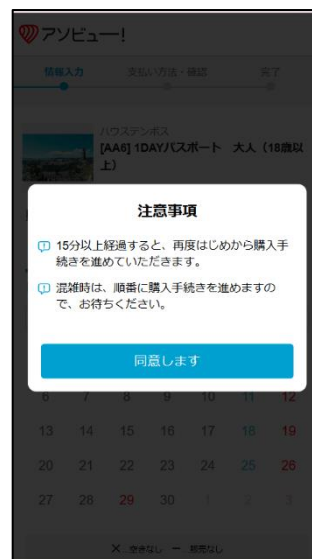 アソビュー!
情報入力
支払い方法・確認
完了
ハウステンボス
[AA6] 1DAYパスポート 大人（18歳以
上）
注意事項
15分以上経過すると、再度はじめから購入手
続きを進めていただきます。
混雑時は、順番に購入手続きを進めますの
で、お待ちください。
同意します
6 7 8 9 10 11 12
13 14 15 16 17 18 19
20 21 22 23 24 25 26
27 28 29 30 1 2 3
×：空きなし ー：販売なし